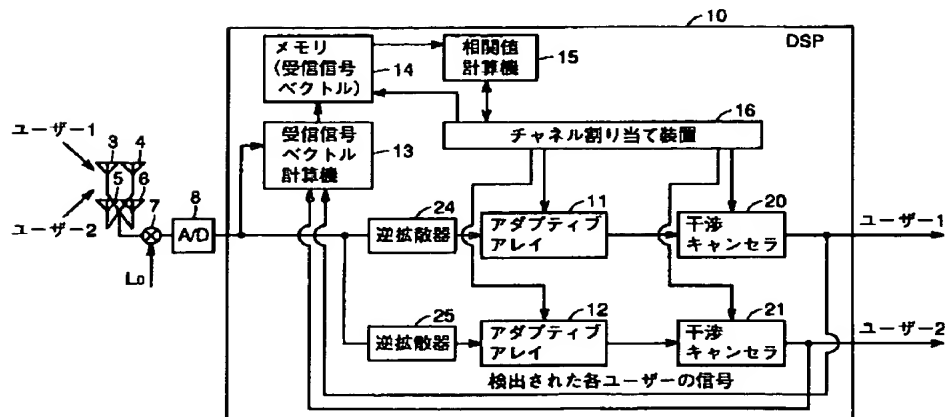 10
DSP
メモリ
(受信信号
ベクトル)
14
相関値
計算機
15
16
チャネル割り当て装置
ユーザー1
3
4
受信信号
ベクトル
計算機
13
5
6
ユーザー2
7
8
A/D
Lo
24
逆拡散器
11
アダプティブ
アレイ
20
干渉
キャンセラ
ユーザー1
25
逆拡散器
12
アダプティブ
アレイ
21
干渉
キャンセラ
ユーザー2
検出された各ユーザーの信号